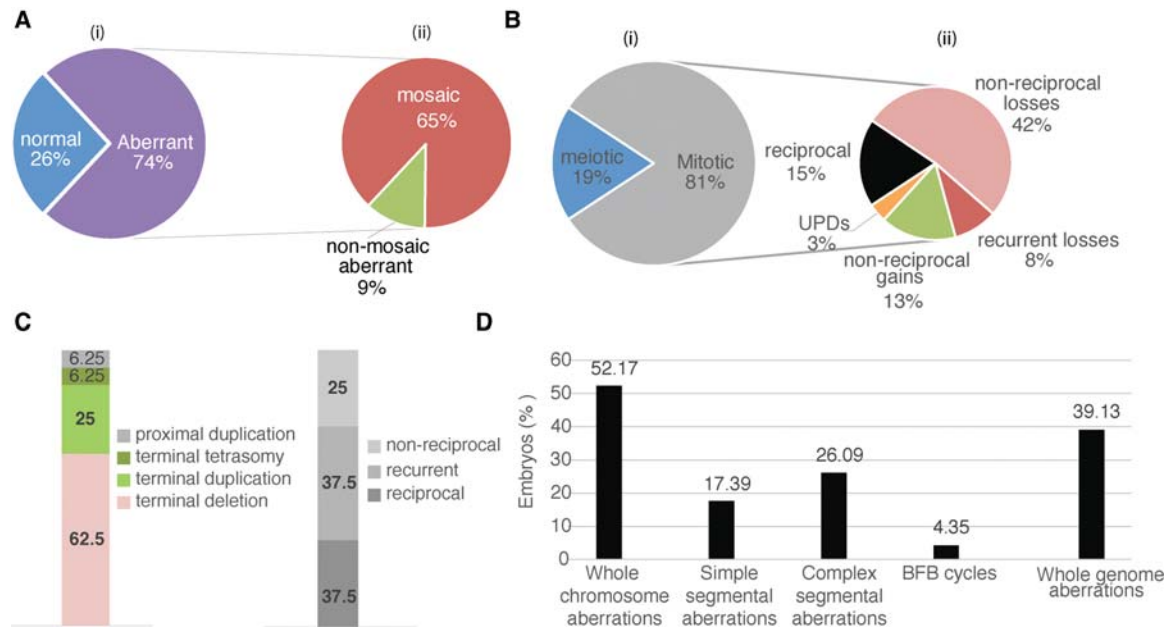 A
(i)
(ii)
normal
26%
Aberrant
74%
mosaic
65%
non-mosaic
aberrant
9%
B
(i)
(ii)
meiotic
19%
Mitotic
81%
non-reciprocal
losses
42%
reciprocal
15%
UPDs
3%
non-reciprocal
gains
13%
recurrent losses
8%
C
6.25
6.25
25
62.5
proximal duplication
terminal tetrasomy
terminal duplication
terminal deletion
25
37.5
37.5
non-reciprocal
recurrent
reciprocal
D
Embryos (%)
60
50
40
30
20
10
0
52.17
17.39
26.09
4.35
39.13
Whole
chromosome
aberrations
Simple
segmental
aberrations
Complex
segmental
aberrations
BFB cycles
Whole genome
aberrations